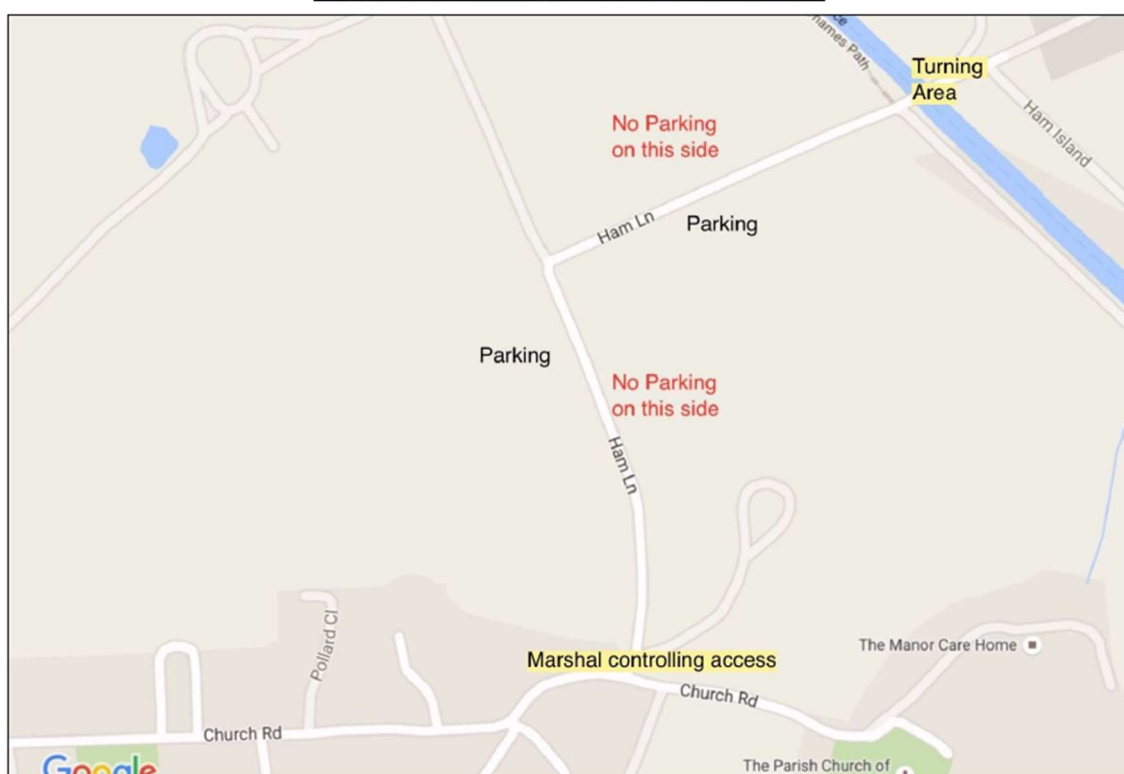 Thames Path
Turning
Area
No Parking
on this side
Ham Island
Ham Ln
Parking
Parking
No Parking
on this side
Ham Ln
Pollard Cl
The Manor Care Home
Marshal controlling access
Church Rd
Church Rd
Google
The Parish Church of